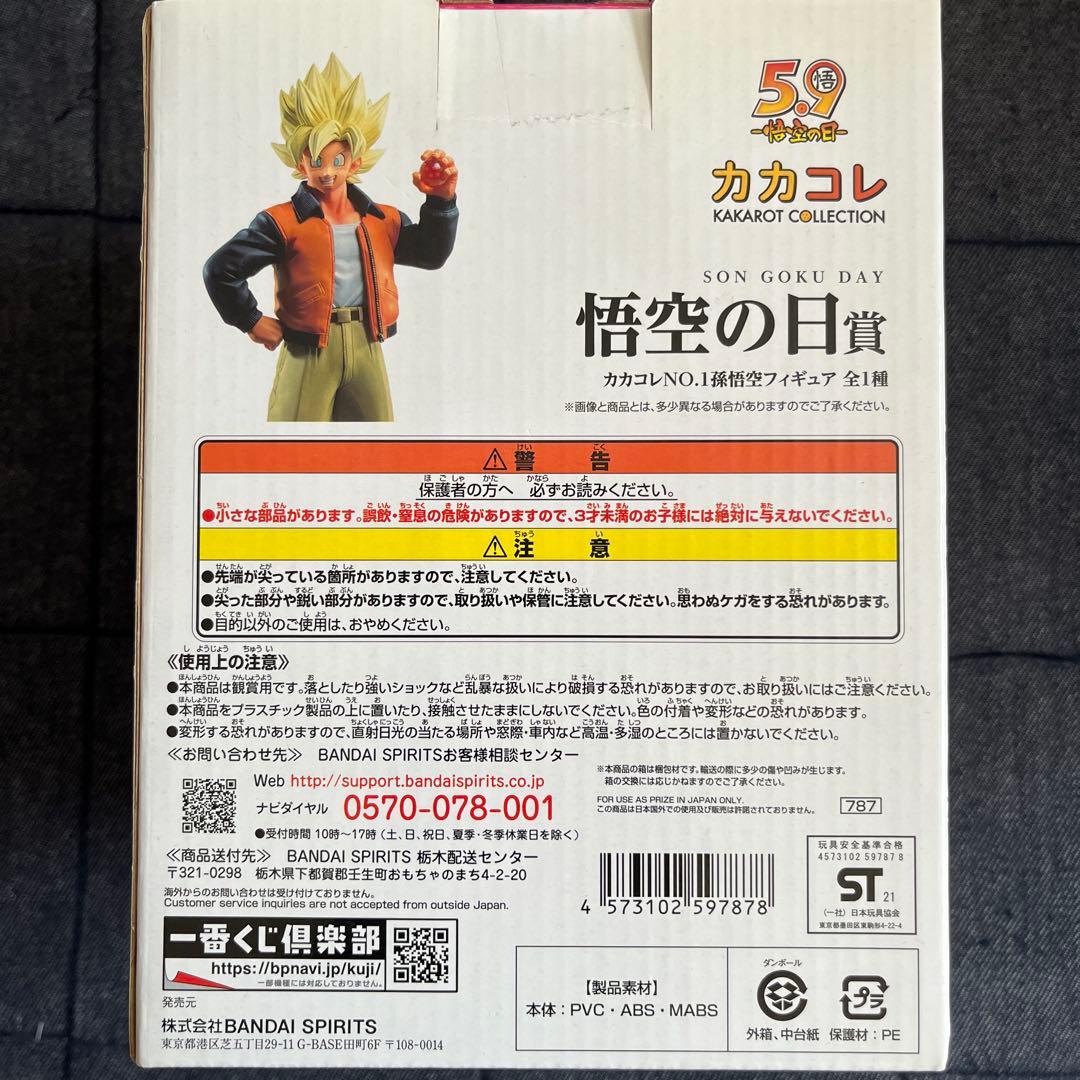 5.9
悟
-悟空の日-
カカコレ
KAKAROT COLLECTION
SON GOKU DAY
悟空の日賞
カカコレNO.1孫悟空フィギュア 全1種
※画像と商品とは、多少異なる場合がありますのでご了承ください。
⚠警告
保護者の方へ 必ずお読みください。
●小さな部品があります。誤飲・窒息の危険がありますので、3才未満のお子様には絶対に与えないでください。
⚠注意
●先端が尖っている箇所がありますので、注意してください。
●尖った部分や鋭い部分がありますので、取り扱いや保管に注意してください。思わぬケガをする恐れがあります。
●目的以外のご使用は、おやめください。
《使用上の注意》
●本商品は観賞用です。落としたり強いショックなど乱暴な扱いにより破損する恐れがありますので、お取り扱いにはご注意ください。
●本商品をプラスチック製品の上に置いたり、接触させたままにしないでください。色の付着や変形などの恐れがあります。
●変形する恐れがありますので、直射日光の当たる場所や窓際・車内など高温・多湿のところには置かないでください。
≪お問い合わせ先≫ BANDAI SPIRITSお客様相談センター
Web http://support.bandaispirits.co.jp
ナビダイヤル 0570-078-001
●受付時間 10時～17時(土、日、祝日、夏季・冬季休業日を除く)
※本商品の箱は梱包材です。輸送の際に多少の傷や凹みが生じます。
箱の交換には応じかねますのでご了承ください。
FOR USE AS PRIZE IN JAPAN ONLY.
この商品は日本国外での使用及び販売は許諾されておりません。
787
≪商品送付先≫ BANDAI SPIRITS 栃木配送センター
〒321-0298 栃木県下都賀郡壬生町おもちゃのまち4-2-20
海外からのお問い合わせは受け付けておりません。
Customer service inquiries are not accepted from outside Japan.
4 573102 597878
玩具安全基準合格
4573102 59787 8
ST 21
(一社)日本玩具協会
東京都墨田区東駒形4-22-4
一番くじ倶楽部
https://bpnavi.jp/kuji/
一部機種には対応しておりません。
発売元
株式会社BANDAI SPIRITS
東京都港区芝五丁目29-11 G-BASE田町6F 〒108-0014
【製品素材】
本体:PVC・ABS・MABS
ダンボール
外箱、中台紙
プラ
保護材:PE